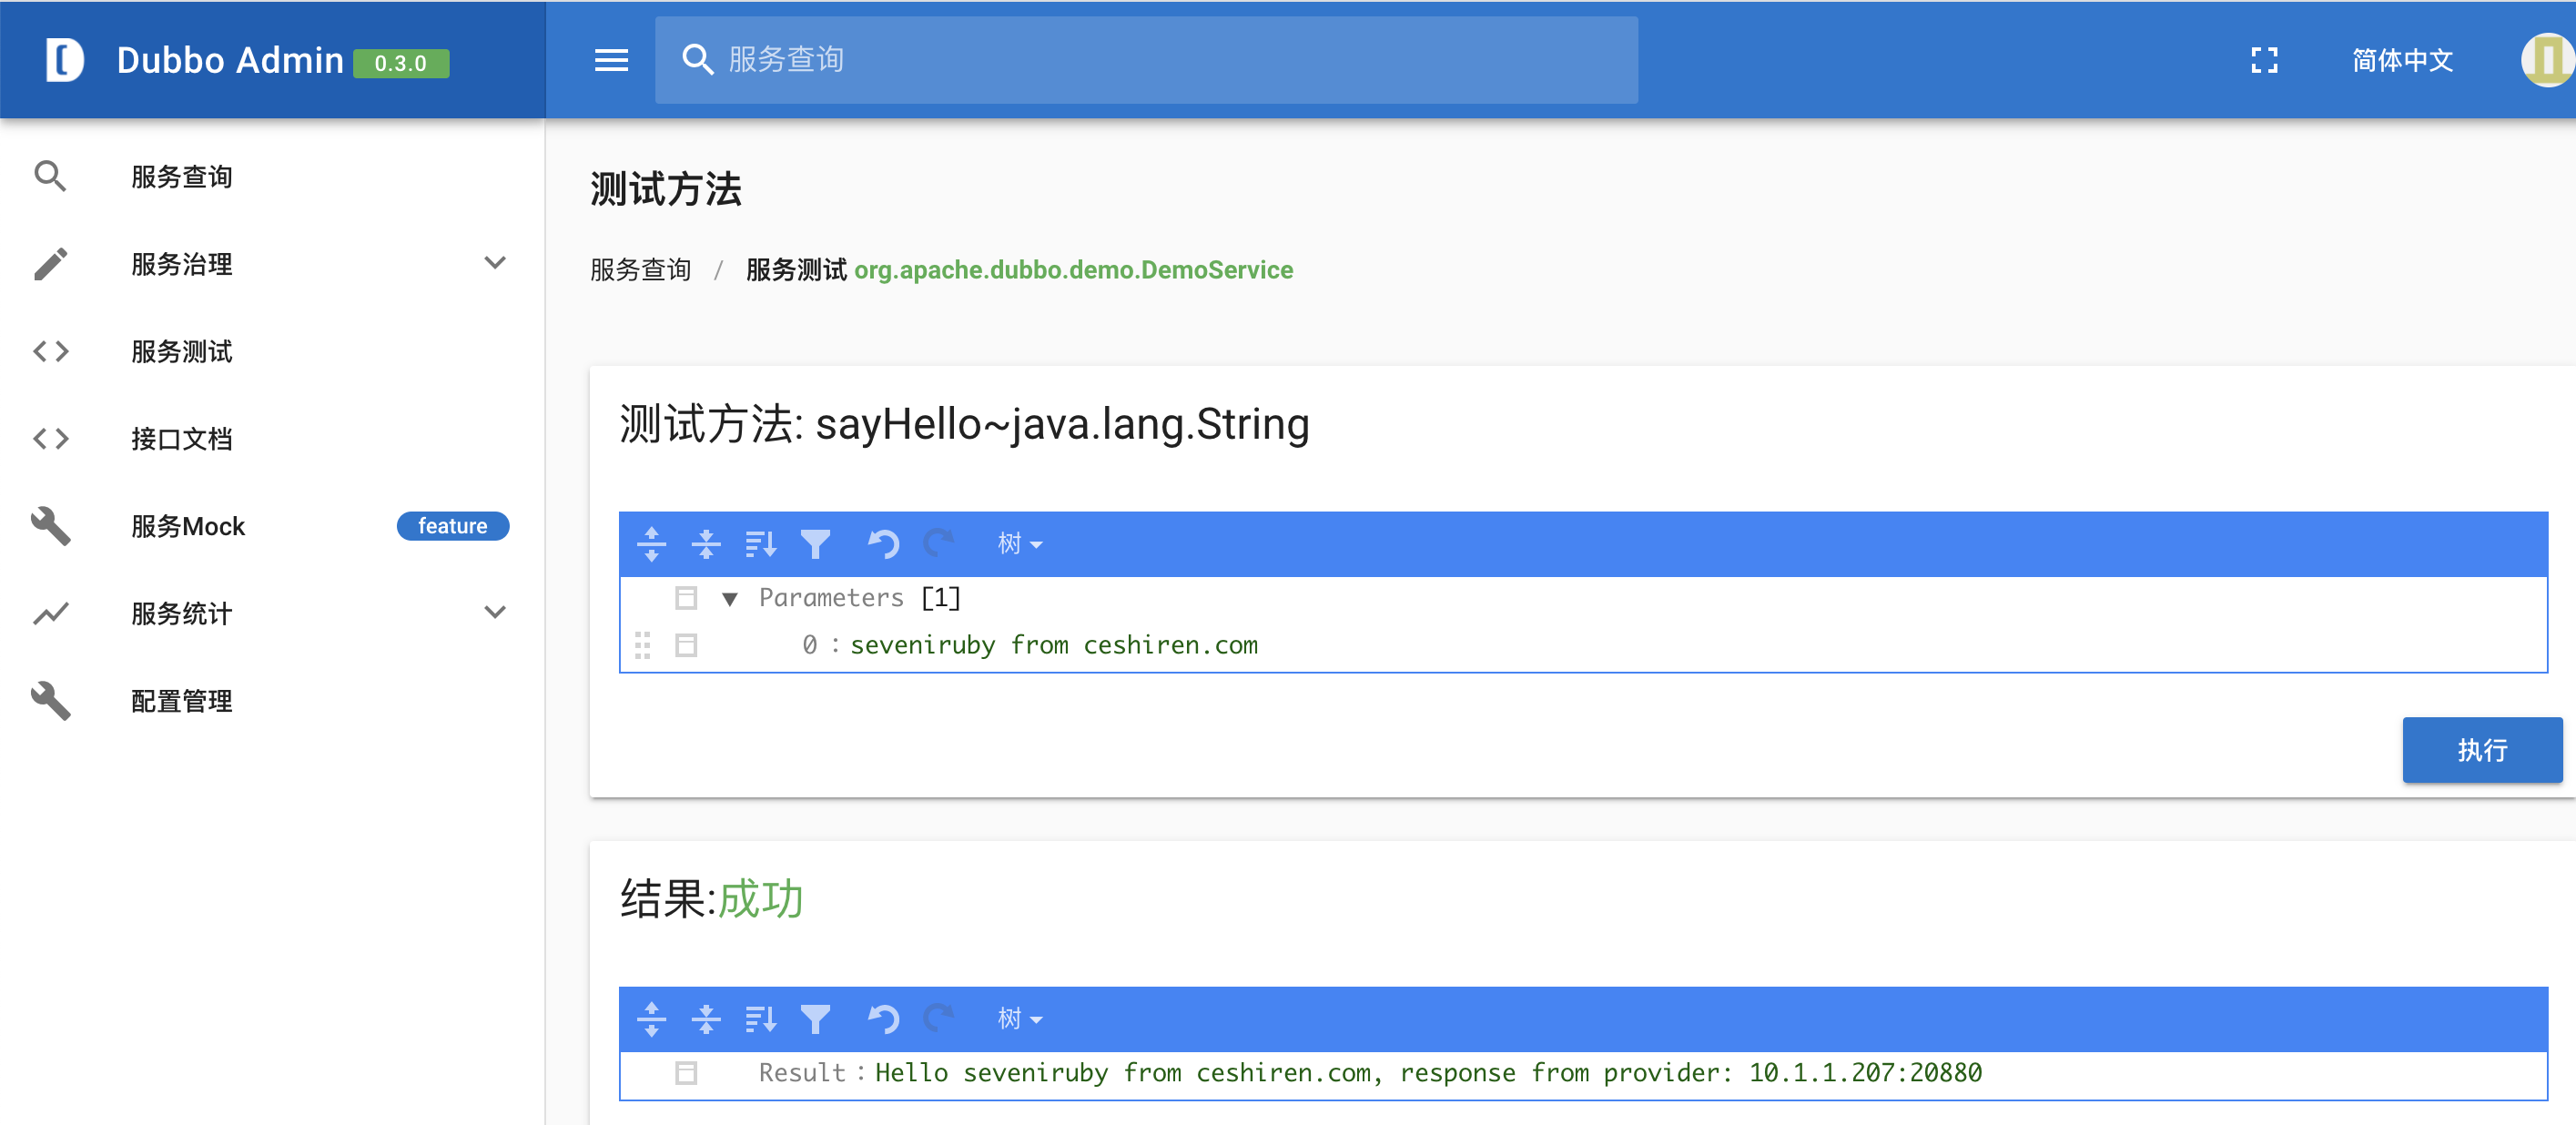 Dubbo Admin 0.3.0
服务查询
简体中文
服务查询
服务治理
服务测试
接口文档
服务Mock feature
服务统计
配置管理
测试方法
服务查询 / 服务测试 org.apache.dubbo.demo.DemoService
测试方法: sayHello~java.lang.String
树
Parameters [1]
0 : seveniruby from ceshiren.com
执行
结果:成功
树
Result : Hello seveniruby from ceshiren.com, response from provider: 10.1.1.207:20880